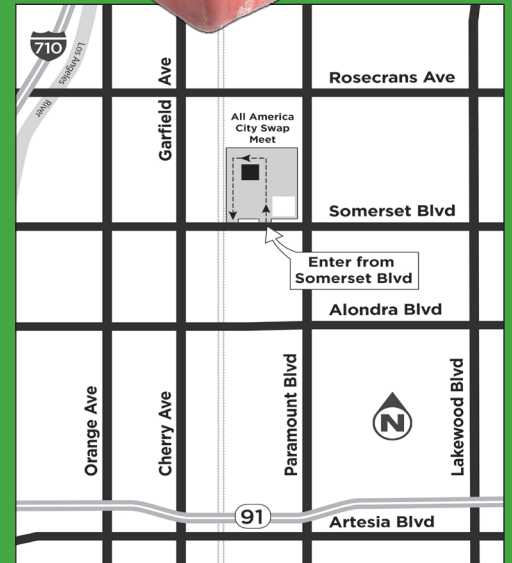 710
Los Angeles
River
Garfield Ave
Rosecrans Ave
All America
City Swap
Meet
Somerset Blvd
Enter from
Somerset Blvd
Alondra Blvd
Orange Ave
Cherry Ave
Paramount Blvd
Lakewood Blvd
N
91
Artesia Blvd